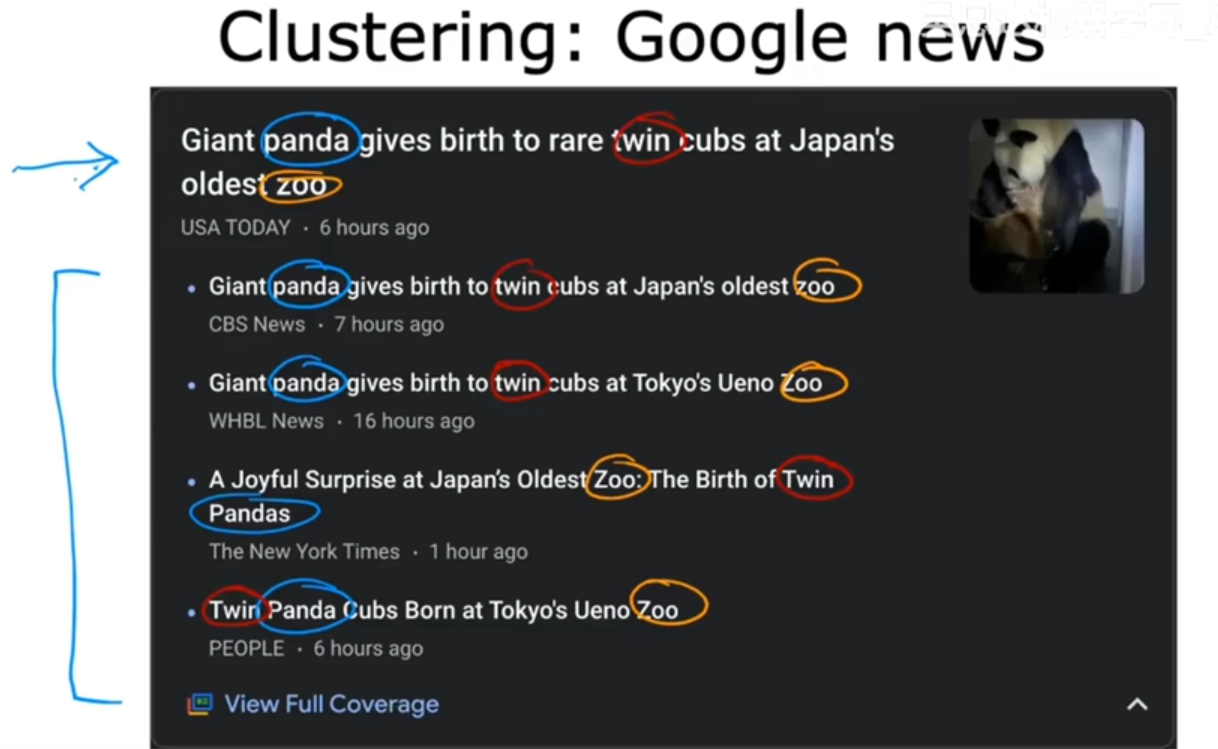 Clustering: Google news
Giant panda gives birth to rare twin cubs at Japan's
oldest zoo
USA TODAY · 6 hours ago
• Giant panda gives birth to twin cubs at Japan's oldest zoo
CBS News · 7 hours ago
• Giant panda gives birth to twin cubs at Tokyo's Ueno Zoo
WHBL News · 16 hours ago
• A Joyful Surprise at Japan’s Oldest Zoo: The Birth of Twin
Pandas
The New York Times · 1 hour ago
• Twin Panda Cubs Born at Tokyo's Ueno Zoo
PEOPLE · 6 hours ago
View Full Coverage